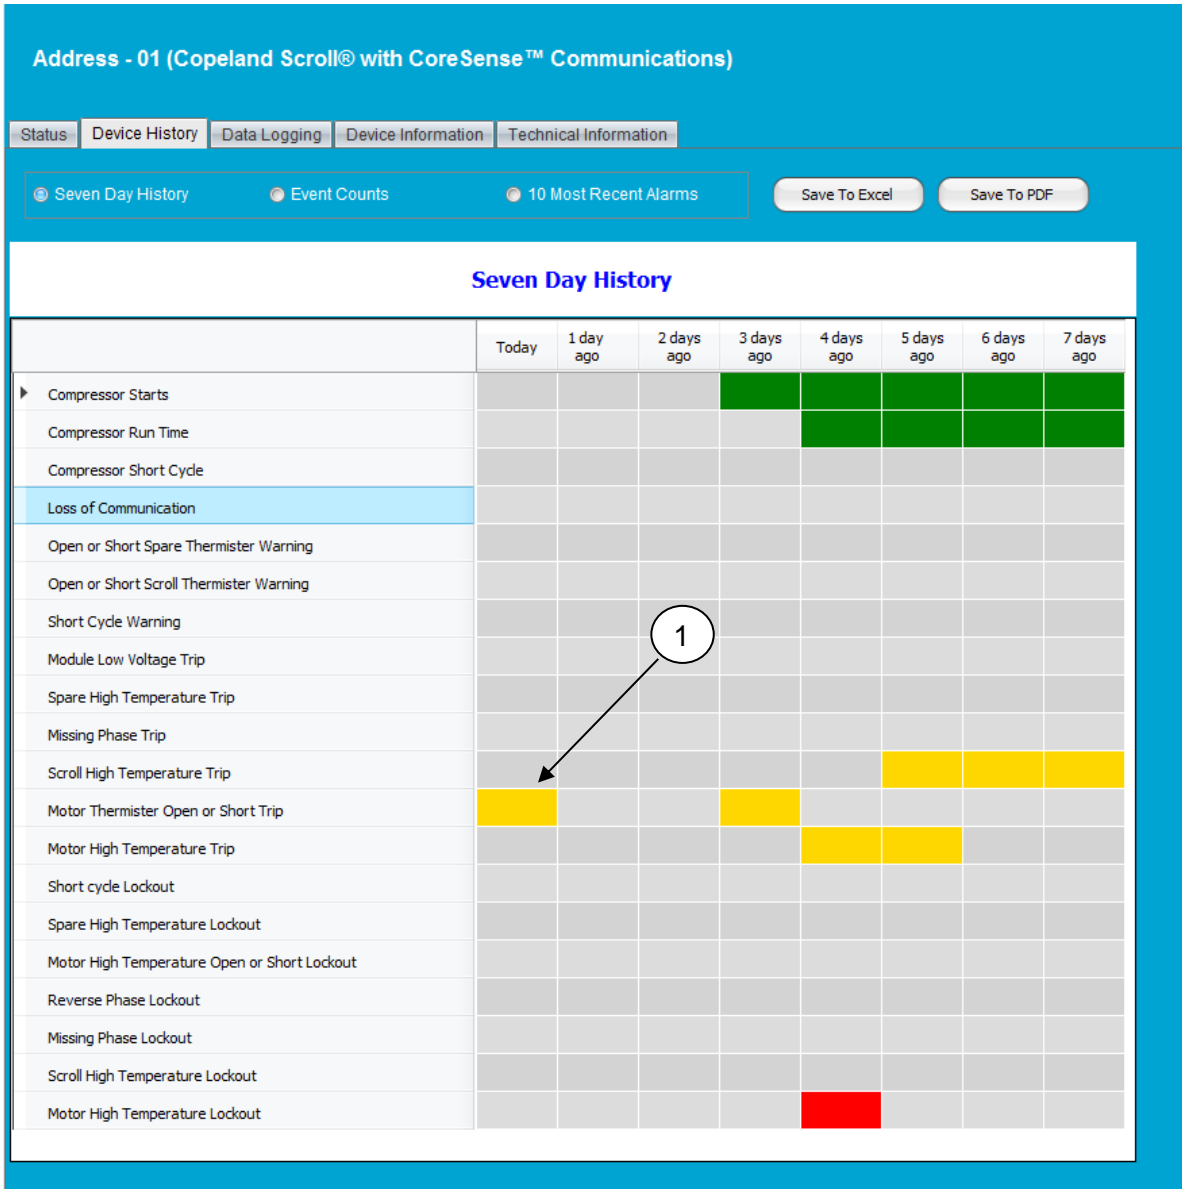 Address - 01 (Copeland Scroll® with CoreSense™ Communications)
Status Device History Data Logging Device Information Technical Information
Seven Day History Event Counts 10 Most Recent Alarms Save To Excel Save To PDF
Seven Day History
Today 1 day ago 2 days ago 3 days ago 4 days ago 5 days ago 6 days ago 7 days ago
Compressor Starts
Compressor Run Time
Compressor Short Cycle
Loss of Communication
Open or Short Spare Thermister Warning
Open or Short Scroll Thermister Warning
Short Cycle Warning
1
Module Low Voltage Trip
Spare High Temperature Trip
Missing Phase Trip
Scroll High Temperature Trip
Motor Thermister Open or Short Trip
Motor High Temperature Trip
Short cycle Lockout
Spare High Temperature Lockout
Motor High Temperature Open or Short Lockout
Reverse Phase Lockout
Missing Phase Lockout
Scroll High Temperature Lockout
Motor High Temperature Lockout